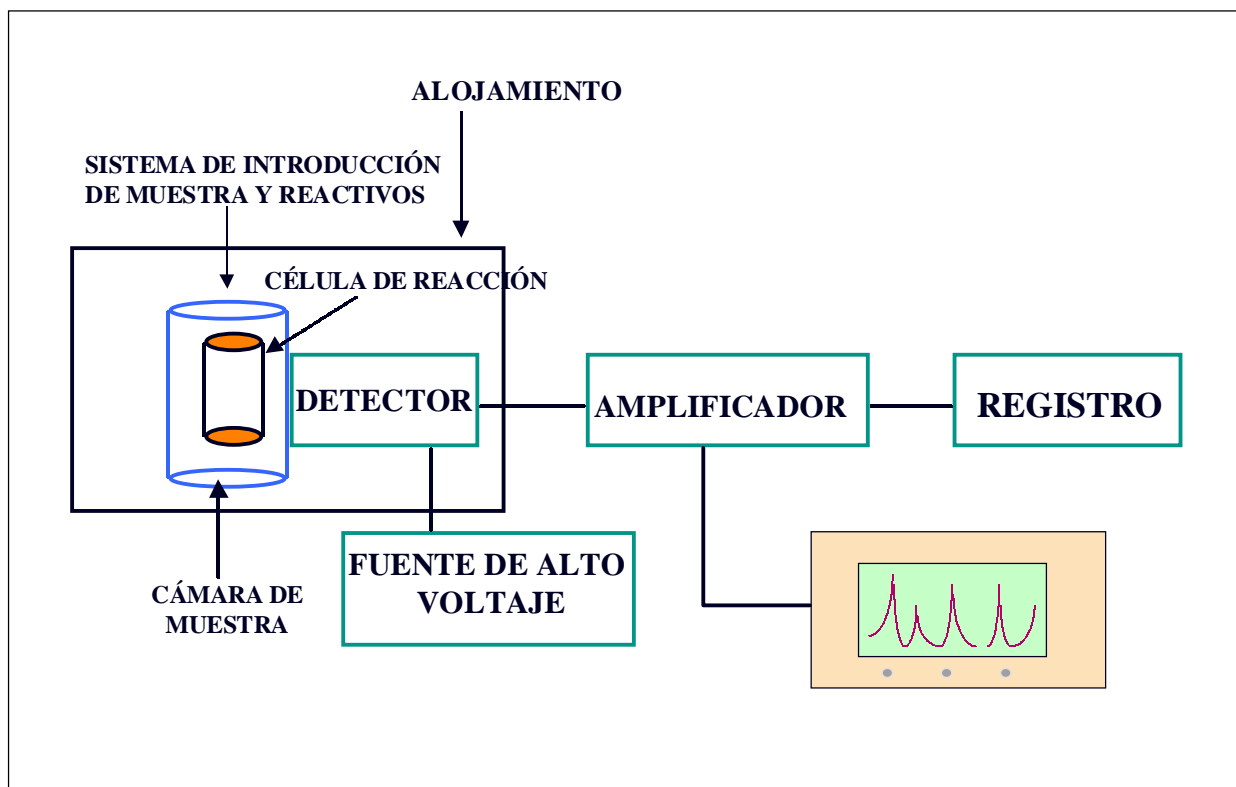 ALOJAMIENTO
SISTEMA DE INTRODUCCIÓN
DE MUESTRA Y REACTIVOS
CÉLULA DE REACCIÓN
DETECTOR
AMPLIFICADOR
REGISTRO
FUENTE DE ALTO
VOLTAJE
CÁMARA DE
MUESTRA